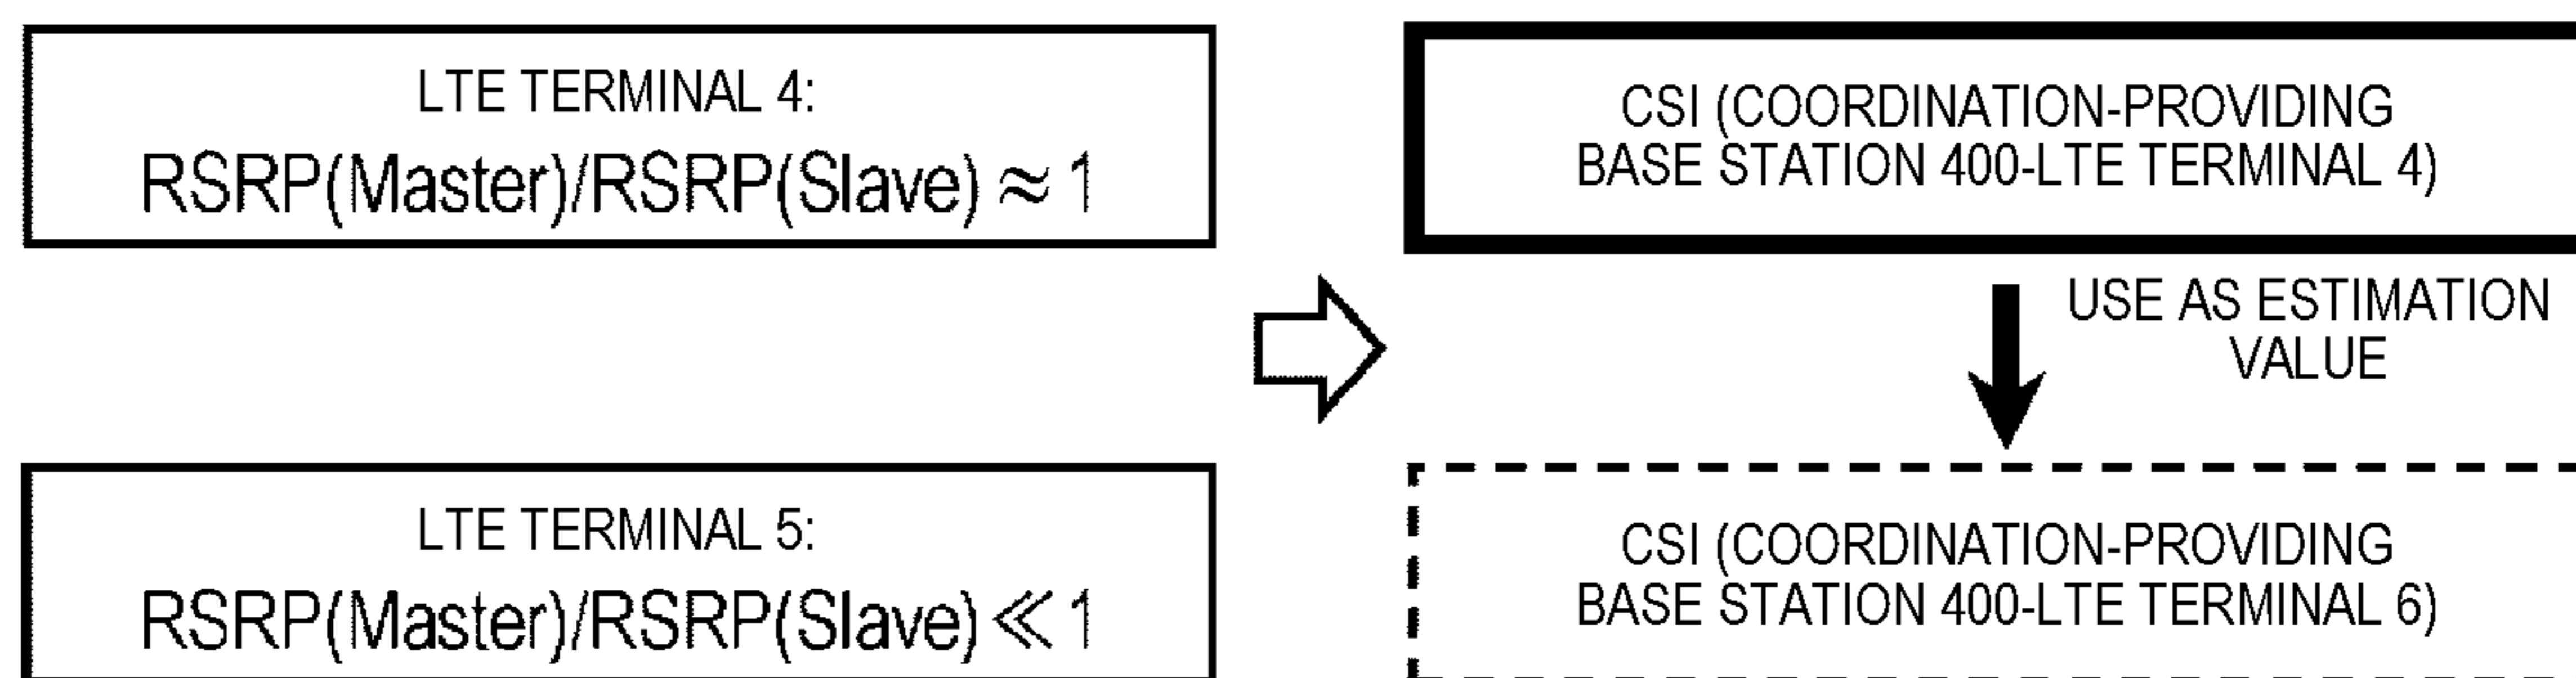 LTE TERMINAL 4:
RSRP(Master)/RSRP(Slave) ≈ 1
CSI (COORDINATION-PROVIDING
BASE STATION 400-LTE TERMINAL 4)
USE AS ESTIMATION
VALUE
LTE TERMINAL 5:
RSRP(Master)/RSRP(Slave) ≪ 1
CSI (COORDINATION-PROVIDING
BASE STATION 400-LTE TERMINAL 6)